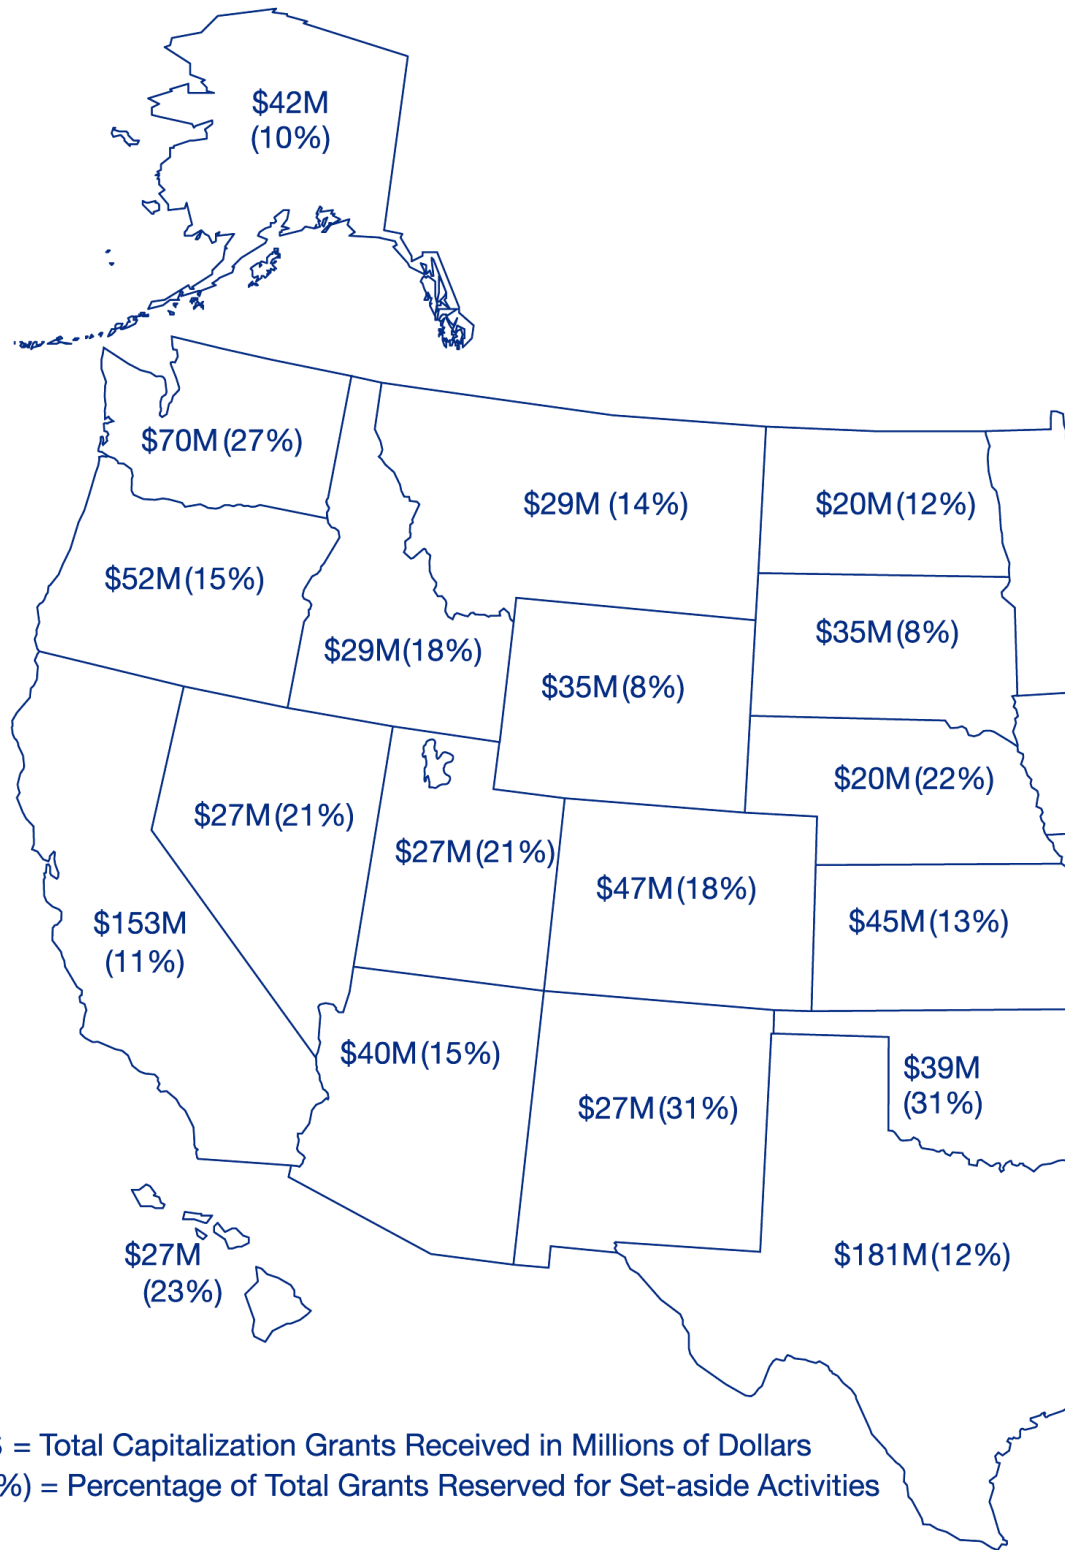 $42M
(10%)
$70M (27%)
$29M (14%)
$20M (12%)
$52M (15%)
$35M (8%)
$29M (18%)
$35M (8%)
$20M (22%)
$27M (21%)
$27M (21%)
$47M (18%)
$153M
(11%)
$45M (13%)
$40M (15%)
$39M
(31%)
$27M (31%)
$27M
(23%)
$181M (12%)
$ = Total Capitalization Grants Received in Millions of Dollars
%) = Percentage of Total Grants Reserved for Set-aside Activities